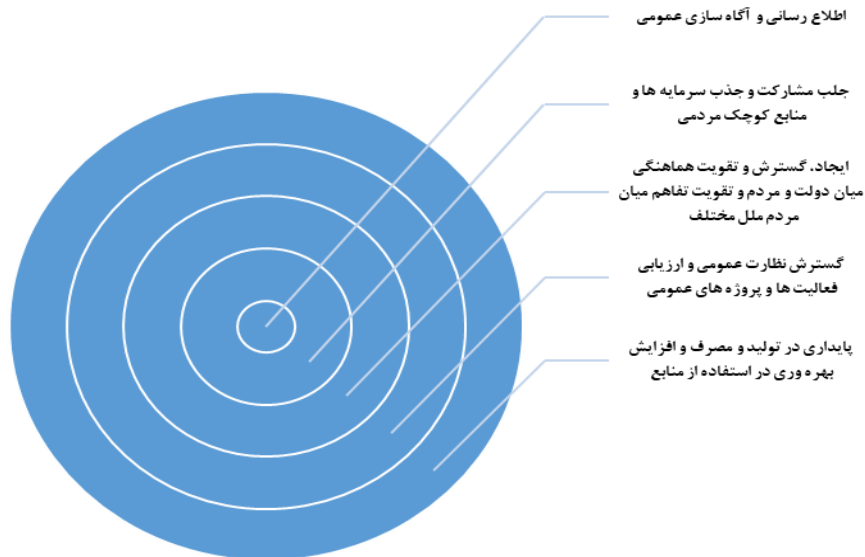 اطلاع رسانی و آگاه سازی عمومی
جلب مشارکت و جذب سرمایه ها و
منابع کوچک مردمی
ایجاد، گسترش و تقویت هماهنگی
میان دولت و مردم و تقویت تفاهم میان
مردم ملل مختلف
گسترش نظارت عمومی و ارزیابی
فعالیت ها و پروژه های عمومی
پایداری در تولید و مصرف و افزایش
بهره وری در استفاده از منابع